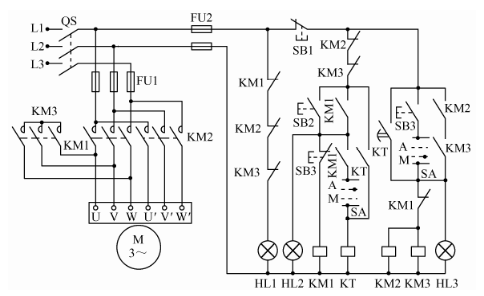 L1 QS FU2
L2
L3
SB1
KM2
KM3
FU1
KM3
KM1
KM2
KM1
KM2
KM3
SB2
KM1
SB3
KM1
KT
A
M
SA
KT
SB3
A
M
SA
KM2
KM3
KM1
U V W U' V' W'
M
3～
HL1 HL2 KM1 KT KM2 KM3 HL3